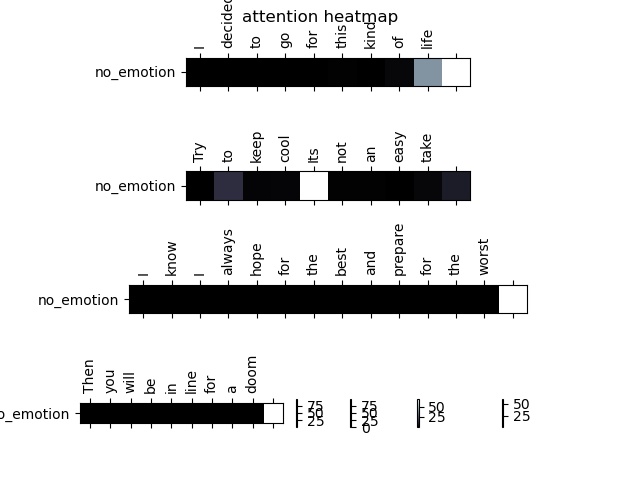 attention heatmap
I decided to go for this kind of life
no_emotion
Try to keep cool Its not an easy take
no_emotion
I know I always hope for the best and prepare for the worst
no_emotion
Then you will be in line for a doom
no_emotion
75 50 25
75 50 25 0
50 25
50 25